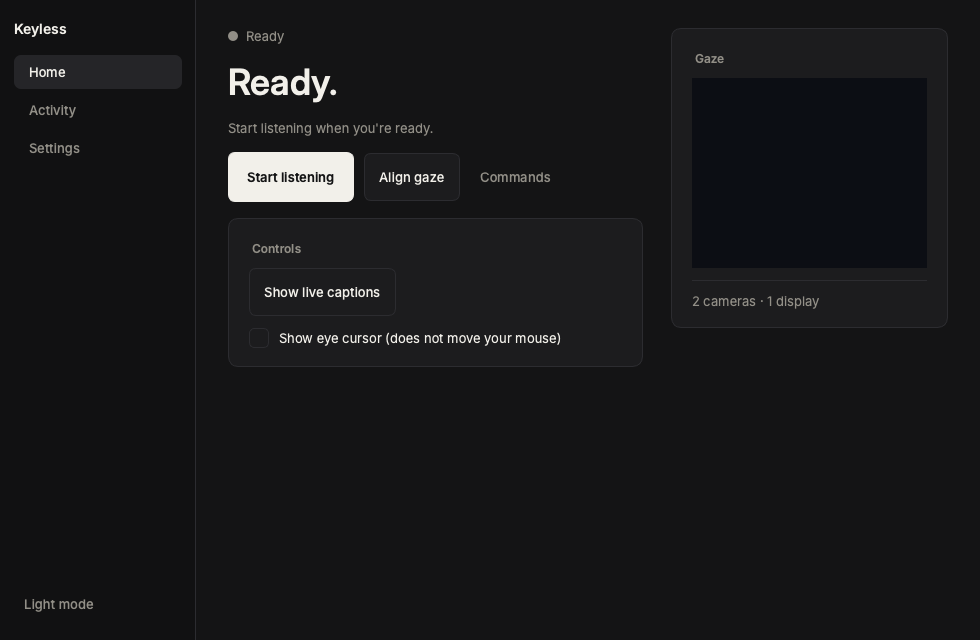 Keyless
Home
Activity
Settings
Light mode
Ready
Ready.
Start listening when you're ready.
Start listening
Align gaze
Commands
Controls
Show live captions
Show eye cursor (does not move your mouse)
Gaze
2 cameras · 1 display